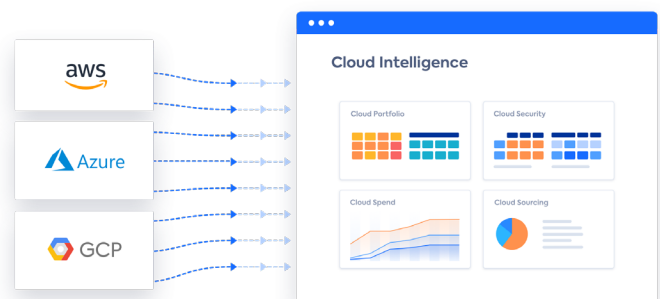 aws
Azure
GCP
Cloud Intelligence
Cloud Portfolio
Cloud Security
Cloud Spend
Cloud Sourcing